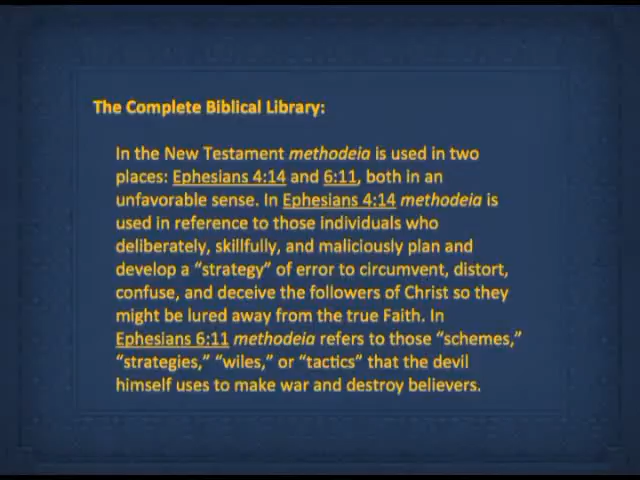 The Complete Biblical Library:
In the New Testament methodeia is used in two
places: Ephesians 4:14 and 6:11, both in an
unfavorable sense. In Ephesians 4:14 methodeia is
used in reference to those individuals who
deliberately, skillfully, and maliciously plan and
develop a “strategy” of error to circumvent, distort,
confuse, and deceive the followers of Christ so they
might be lured away from the true Faith. In
Ephesians 6:11 methodeia refers to those “schemes,”
“strategies,” “wiles,” or “tactics” that the devil
himself uses to make war and destroy believers.